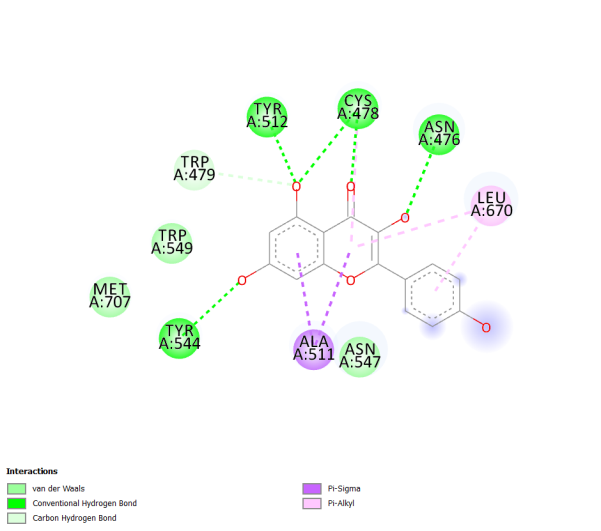 TYR
A:512
CYS
A:478
ASN
A:476
TRP
A:479
LEU
A:670
TRP
A:549
MET
A:707
TYR
A:544
ALA
A:511
ASN
A:547
O
O
O
O
O
O
Interactions
van der Waals
Conventional Hydrogen Bond
Carbon Hydrogen Bond
Pi-Sigma
Pi-Alkyl